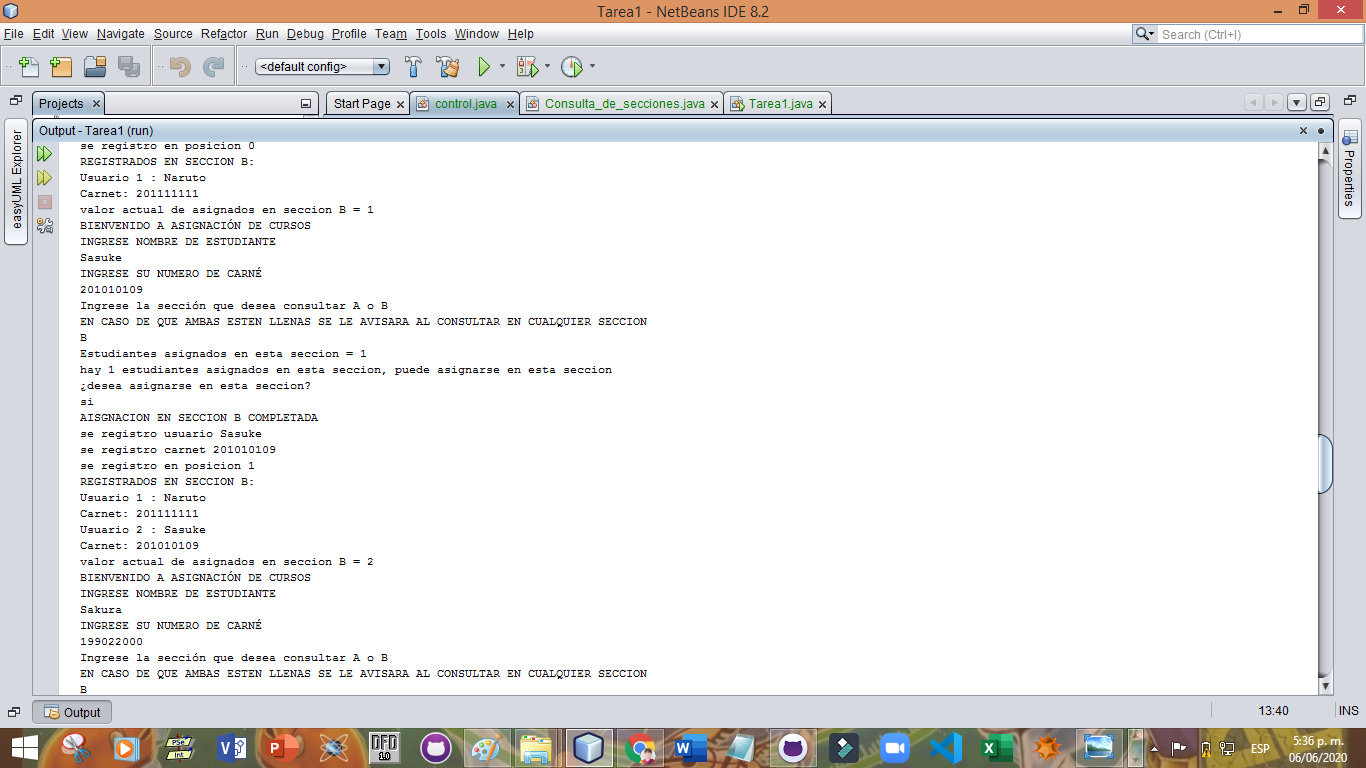 Tarea1 - NetBeans IDE 8.2
File Edit View Navigate Source Refactor Run Debug Profile Team Tools Window Help
Search (Ctrl+I)
<default config>
Projects
Start Page
control.java
Consulta_de_secciones.java
Tarea1.java
easyUML Explorer
Properties
Output - Tarea1 (run)
se registro en posicion 0
REGISTRADOS EN SECCION B:
Usuario 1 : Naruto
Carnet: 201111111
valor actual de asignados en seccion B = 1
BIENVENIDO A ASIGNACIÓN DE CURSOS
INGRESE NOMBRE DE ESTUDIANTE
Sasuke
INGRESE SU NUMERO DE CARNÉ
201010109
Ingrese la sección que desea consultar A o B
EN CASO DE QUE AMBAS ESTEN LLENAS SE LE AVISARA AL CONSULTAR EN CUALQUIER SECCION
B
Estudiantes asignados en esta seccion = 1
hay 1 estudiantes asignados en esta seccion, puede asignarse en esta seccion
¿desea asignarse en esta seccion?
si
AISGNACION EN SECCION B COMPLETADA
se registro usuario Sasuke
se registro carnet 201010109
se registro en posicion 1
REGISTRADOS EN SECCION B:
Usuario 1 : Naruto
Carnet: 201111111
Usuario 2 : Sasuke
Carnet: 201010109
valor actual de asignados en seccion B = 2
BIENVENIDO A ASIGNACIÓN DE CURSOS
INGRESE NOMBRE DE ESTUDIANTE
Sakura
INGRESE SU NUMERO DE CARNÉ
199022000
Ingrese la sección que desea consultar A o B
EN CASO DE QUE AMBAS ESTEN LLENAS SE LE AVISARA AL CONSULTAR EN CUALQUIER SECCION
B
Output
13:40
INS
PSe
Int
DFD
1.0
ESP
5:36 p. m.
06/06/2020